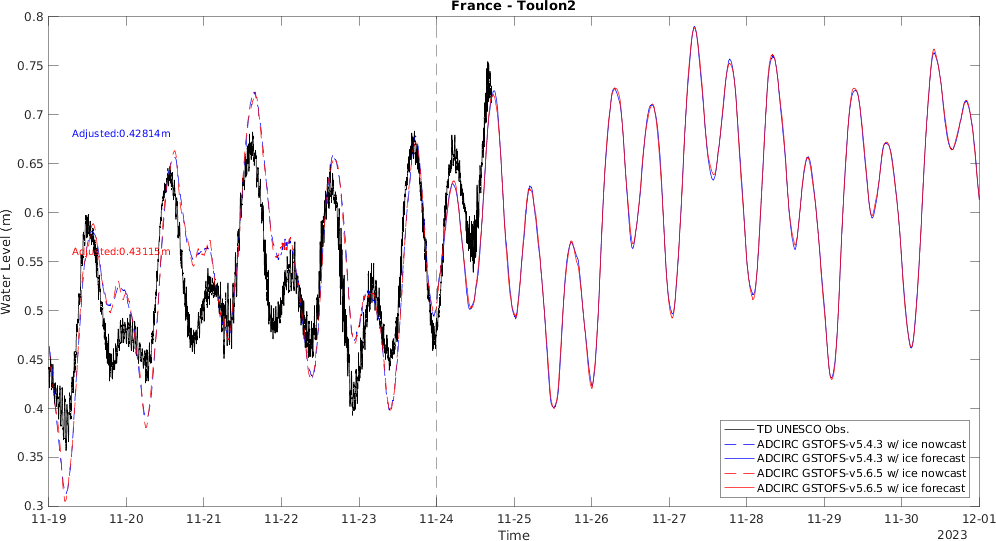 France - Toulon2
Water Level (m)
0.8
0.75
0.7
0.65
0.6
0.55
0.5
0.45
0.4
0.35
0.3
Adjusted:0.42814m
Adjusted:0.43115m
TD UNESCO Obs.
ADCIRC GSTOFS-v5.4.3 w/ ice nowcast
ADCIRC GSTOFS-v5.4.3 w/ ice forecast
ADCIRC GSTOFS-v5.6.5 w/ ice nowcast
ADCIRC GSTOFS-v5.6.5 w/ ice forecast
11-19 11-20 11-21 11-22 11-23 11-24 11-25 11-26 11-27 11-28 11-29 11-30 12-01
Time
2023